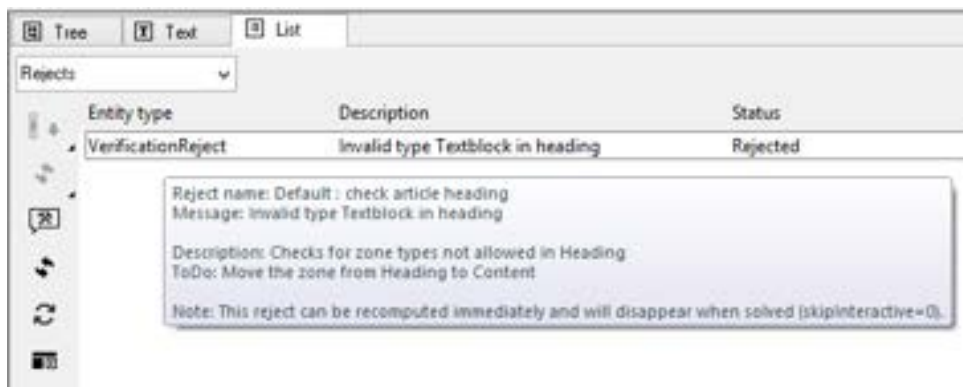 Tree Text List
Rejects
Entity type Description Status
VerificationReject Invalid type Textblock in heading Rejected
Reject name: Default : check article heading
Message: Invalid type Textblock in heading
Description: Checks for zone types not allowed in Heading
ToDo: Move the zone from Heading to Content
Note: This reject can be recomputed immediately and will disappear when solved (skipInteractive=0).